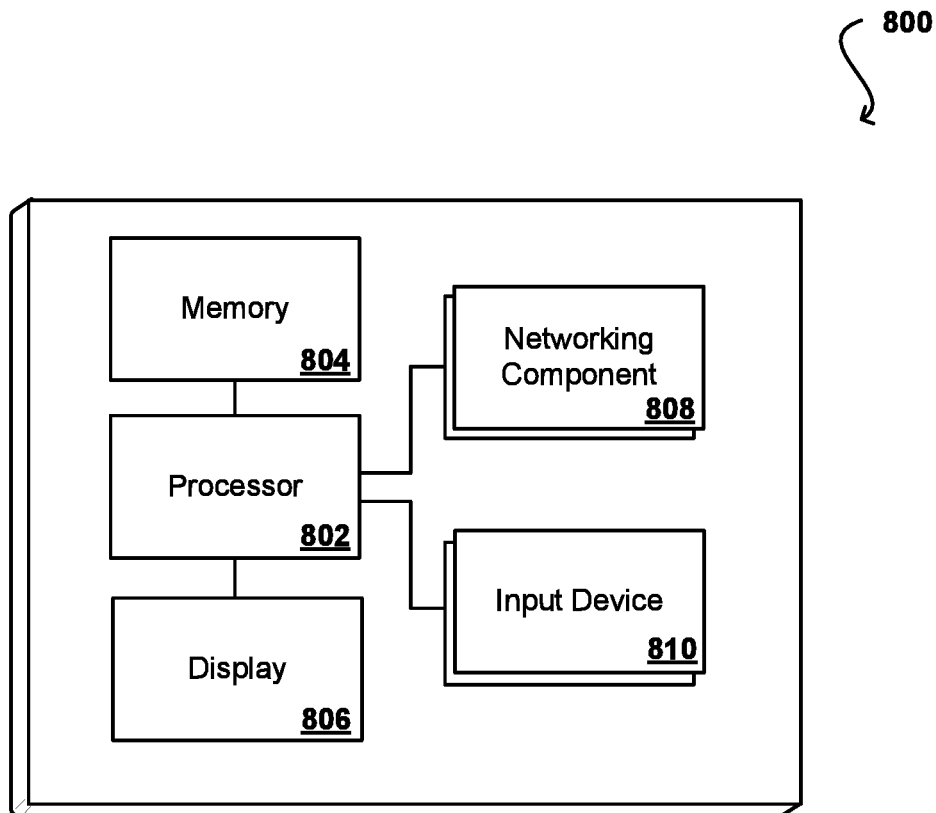 800
Memory
804
Networking
Component
808
Processor
802
Input Device
810
Display
806